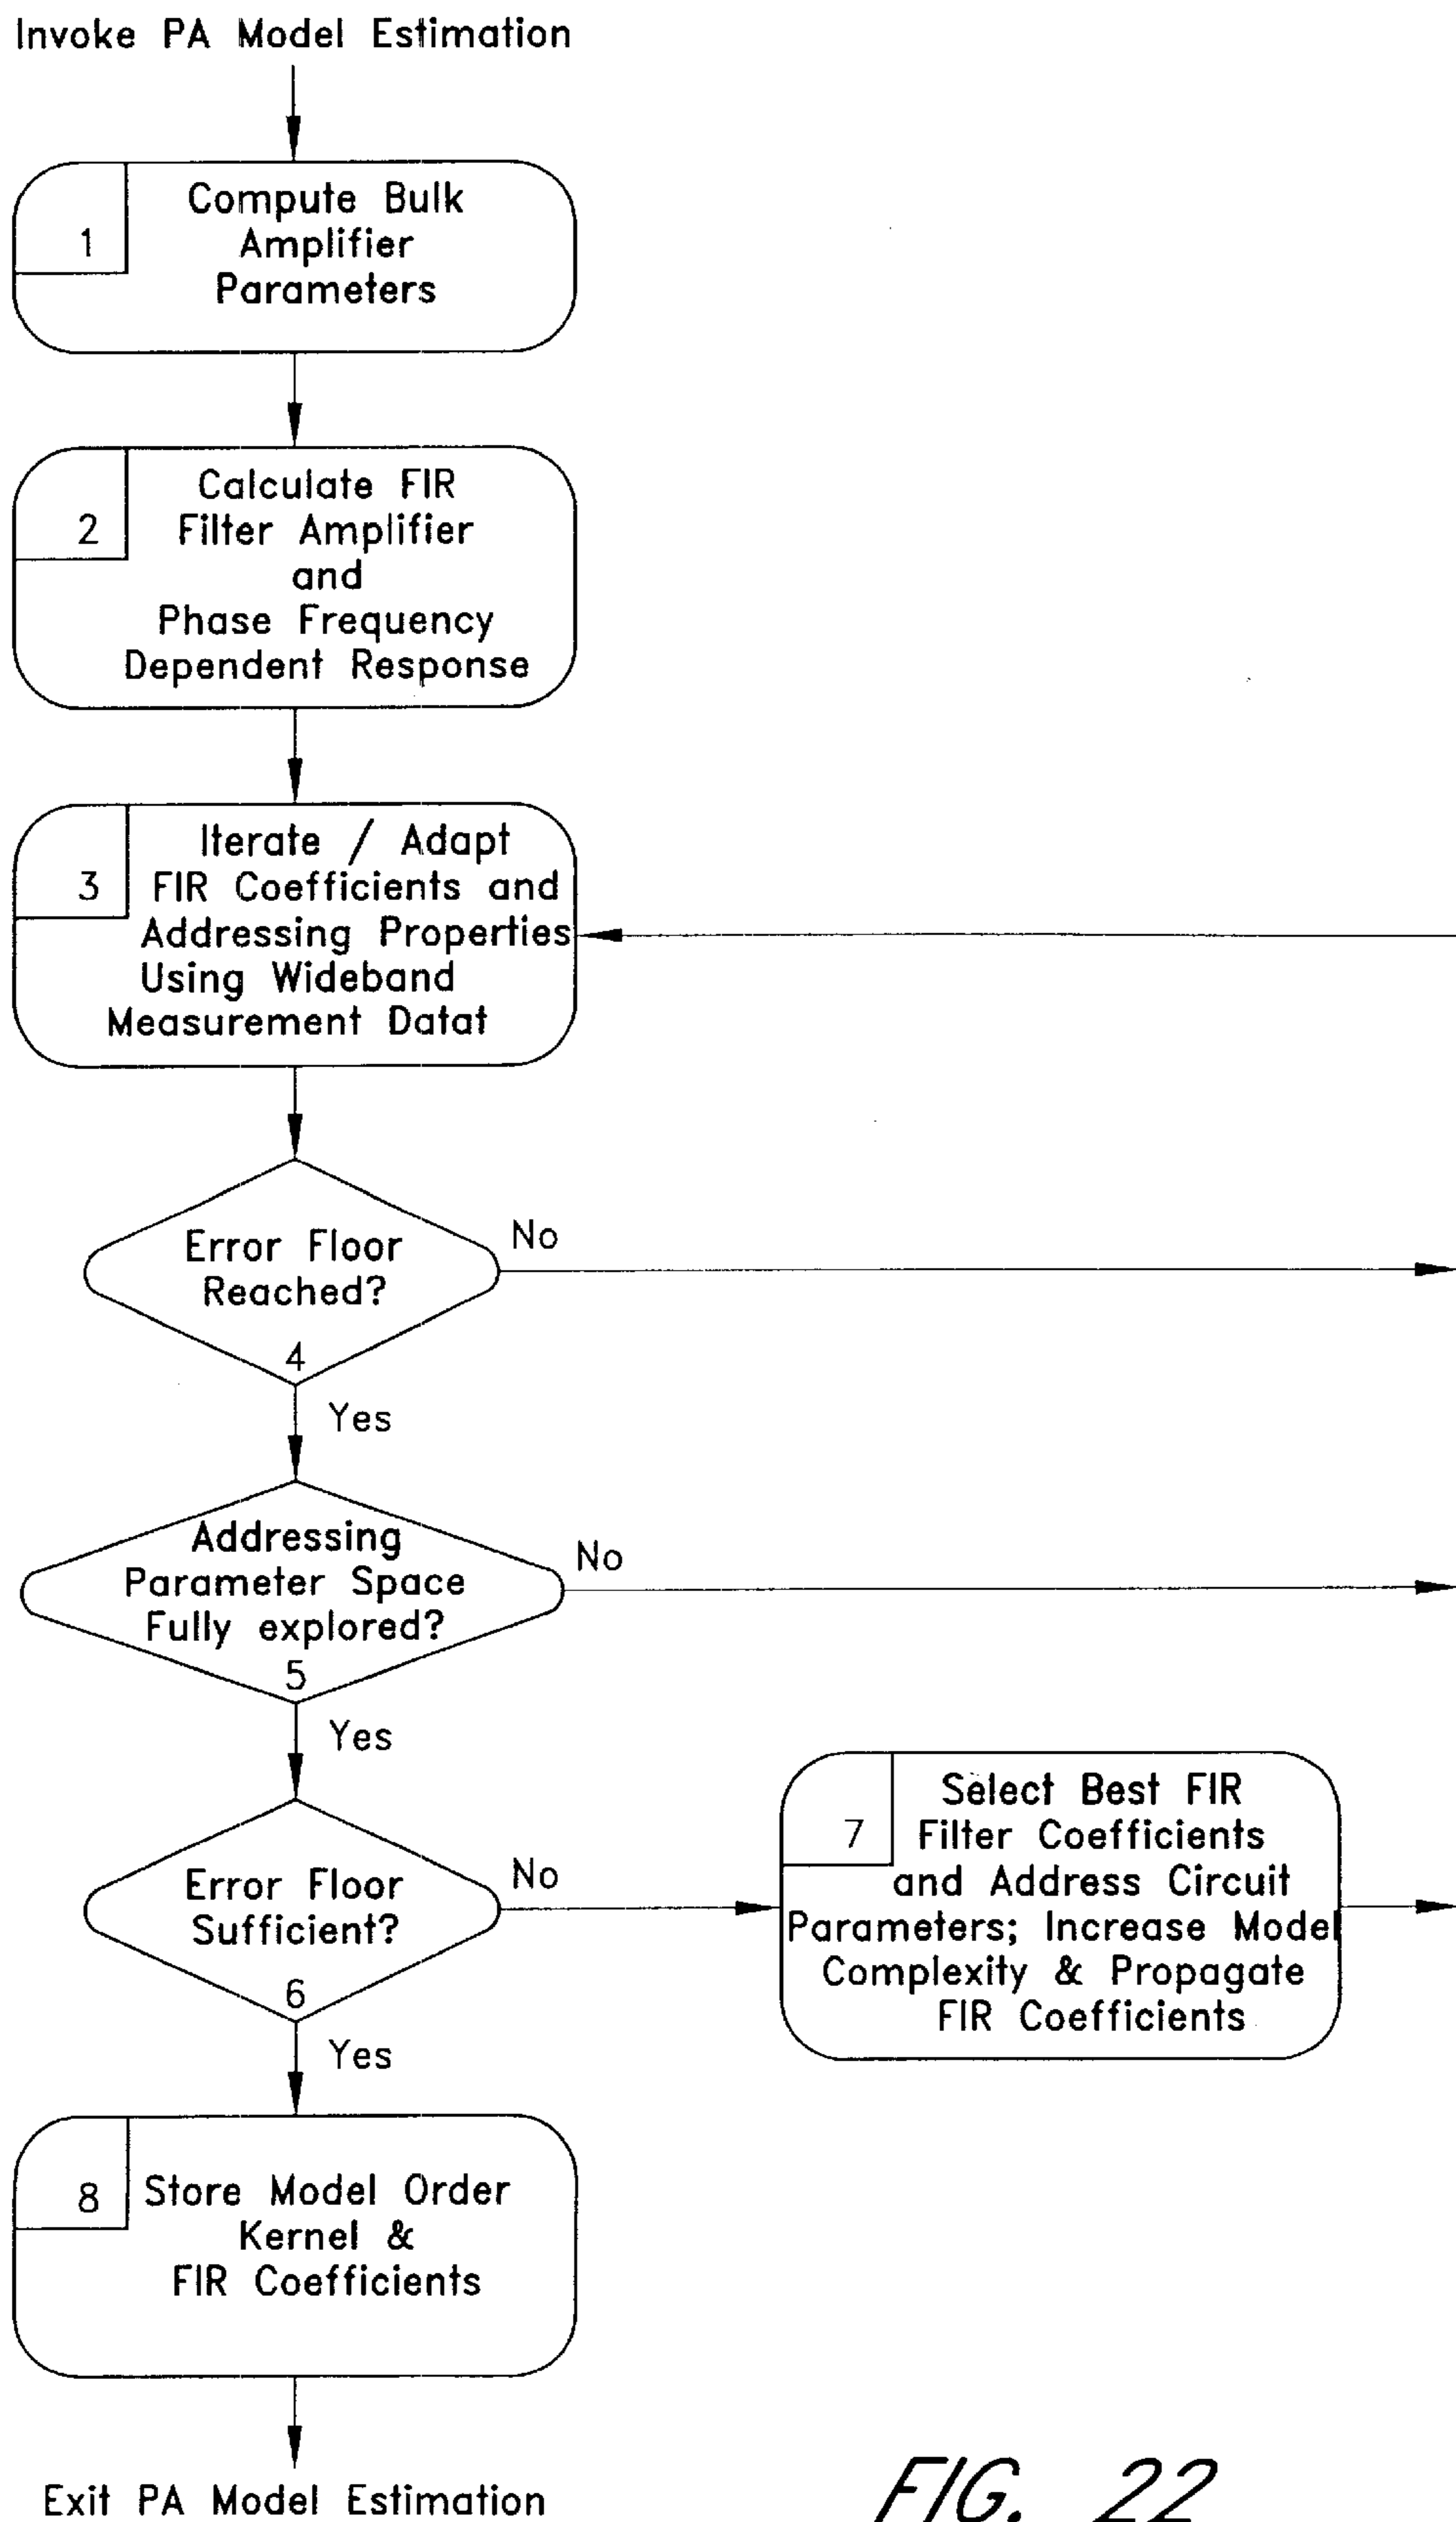 Invoke PA Model Estimation
1
Compute Bulk
Amplifier
Parameters
2
Calculate FIR
Filter Amplifier
and
Phase Frequency
Dependent Response
3
Iterate / Adapt
FIR Coefficients and
Addressing Properties
Using Wideband
Measurement Datat
Error Floor
Reached?
4
No
Yes
Addressing
Parameter Space
Fully explored?
5
No
Yes
Error Floor
Sufficient?
6
No
Yes
7
Select Best FIR
Filter Coefficients
and Address Circuit
Parameters; Increase Model
Complexity & Propagate
FIR Coefficients
8
Store Model Order
Kernel &
FIR Coefficients
Exit PA Model Estimation
FIG. 22